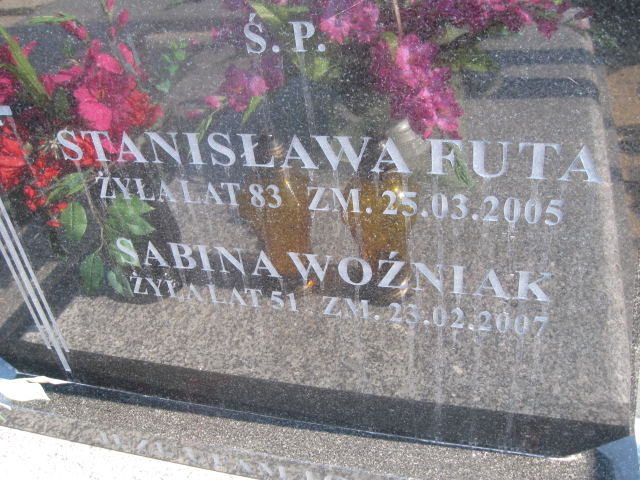 Ś.P.
STANISŁAWA FUTA
ŻYŁA LAT 83 ZM. 25.03.2005
SABINA WOŹNIAK
ŻYŁA LAT 51 ZM. 23.02.2007